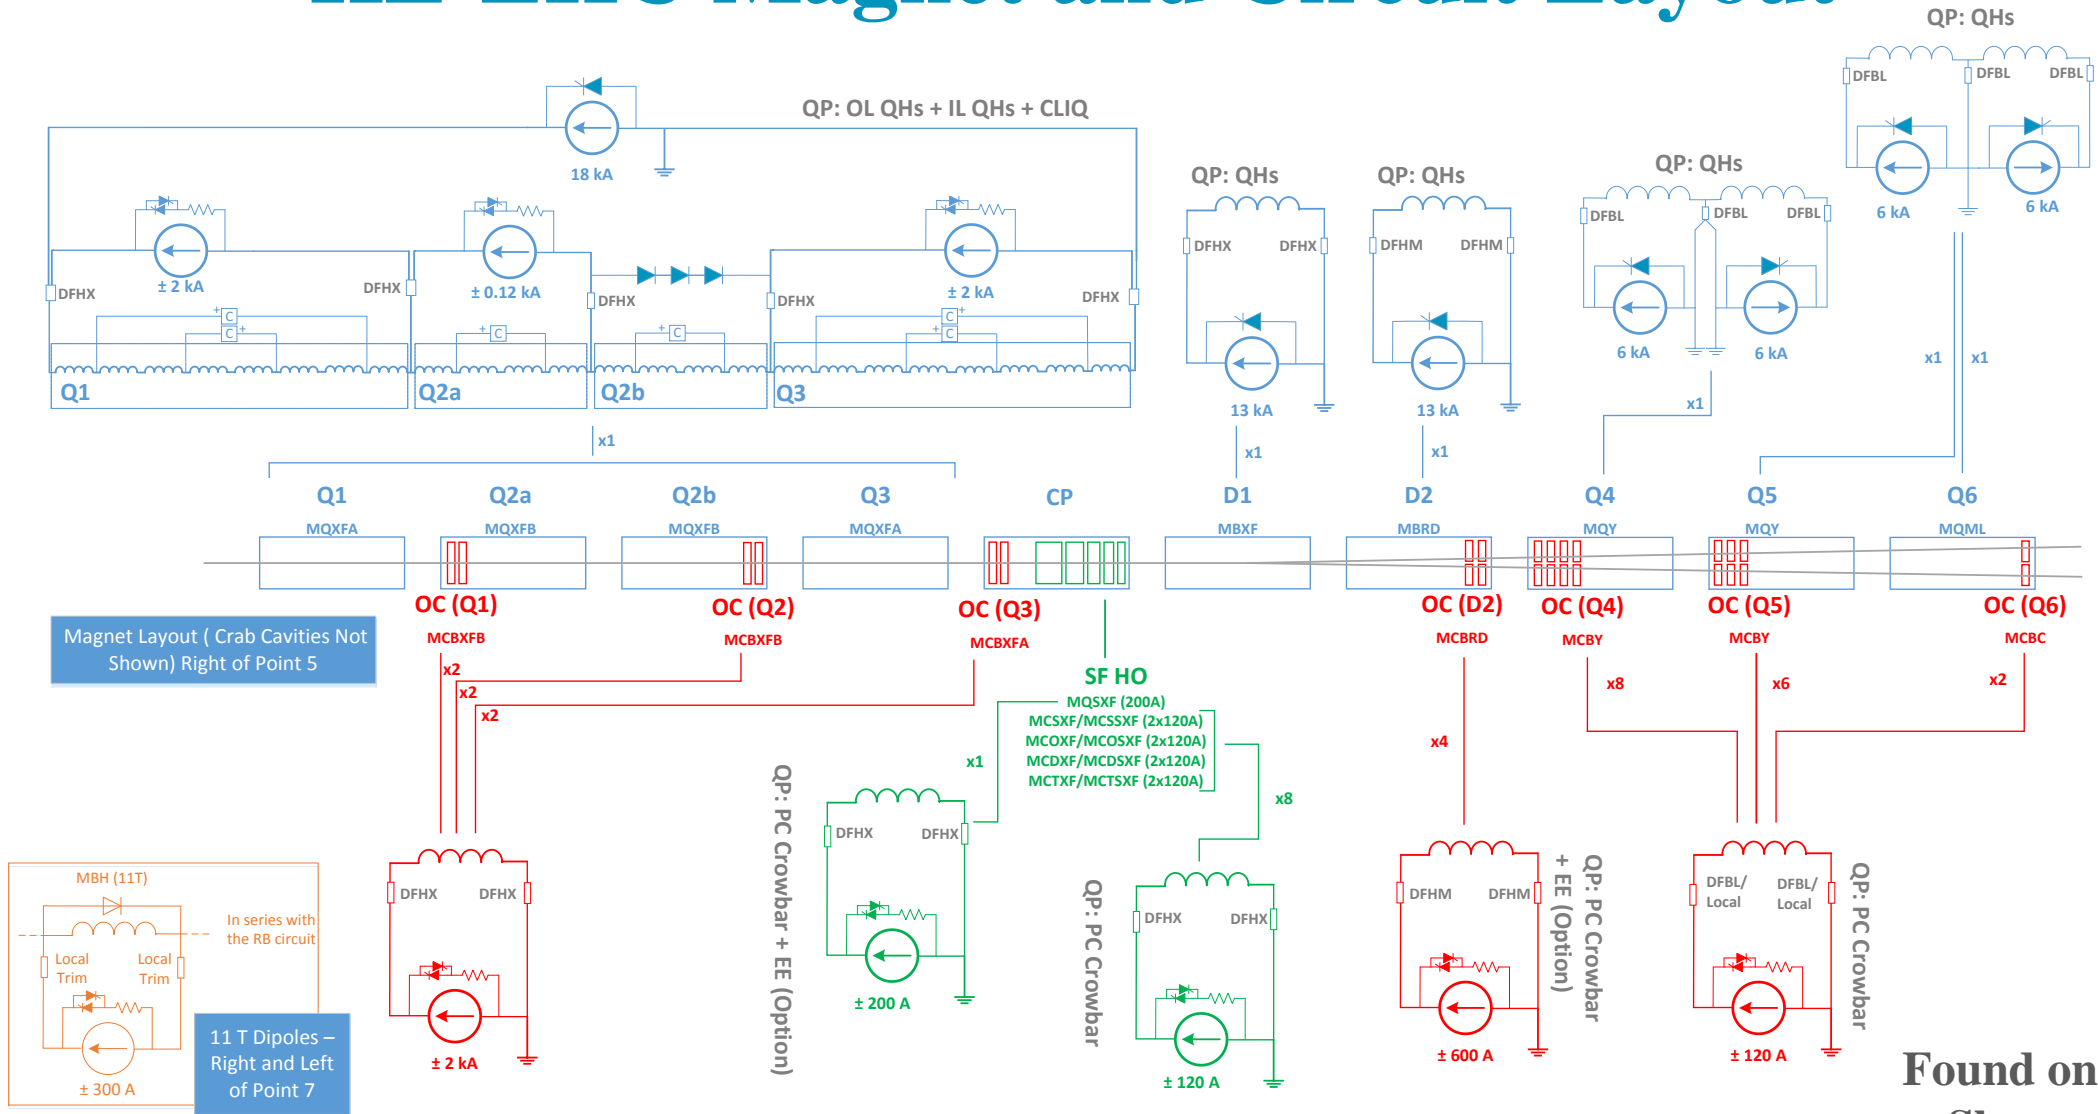 HL-LHC Magnet and Circuit Layout
QP: QHs
DFBL
DFBL
DFBL
6 kA
6 kA
QP: OL QHs + IL QHs + CLIQ
18 kA
± 2 kA
± 0.12 kA
± 2 kA
DFHX
DFHX
DFHX
DFHX
DFHX
+ C
C +
+ C
+ C
C +
+ C
Q1
Q2a
Q2b
Q3
x1
QP: QHs
DFHX
DFHX
13 kA
x1
QP: QHs
DFHM
DFHM
13 kA
x1
QP: QHs
DFBL
DFBL
DFBL
6 kA
6 kA
x1
x1
x1
Q1
Q2a
Q2b
Q3
CP
D1
D2
Q4
Q5
Q6
MQXFA
MQXFB
MQXFB
MQXFA
MBXF
MBRD
MQY
MQY
MQML
OC (Q1)
OC (Q2)
OC (Q3)
OC (D2)
OC (Q4)
OC (Q5)
OC (Q6)
MCBXFB
MCBXFB
MCBXFA
MCBRD
MCBY
MCBY
MCBC
Magnet Layout ( Crab Cavities Not
Shown) Right of Point 5
x2
x2
x2
SF HO
MQSXF (200A)
MCSXF/MCSSXF (2x120A)
MCOXF/MCOSXF (2x120A)
MCDXF/MCDSXF (2x120A)
MCTXF/MCTSXF (2x120A)
x1
x8
x4
x8
x6
x2
DFHX
DFHX
± 2 kA
QP: PC Crowbar + EE (Option)
DFHX
DFHX
± 200 A
QP: PC Crowbar
DFHX
DFHX
± 120 A
DFHM
DFHM
± 600 A
QP: PC Crowbar
+ EE (Option)
DFBL/
Local
DFBL/
Local
± 120 A
QP: PC Crowbar
MBH (11T)
In series with
the RB circuit
Local
Trim
Local
Trim
± 300 A
11 T Dipoles –
Right and Left
of Point 7
Found on